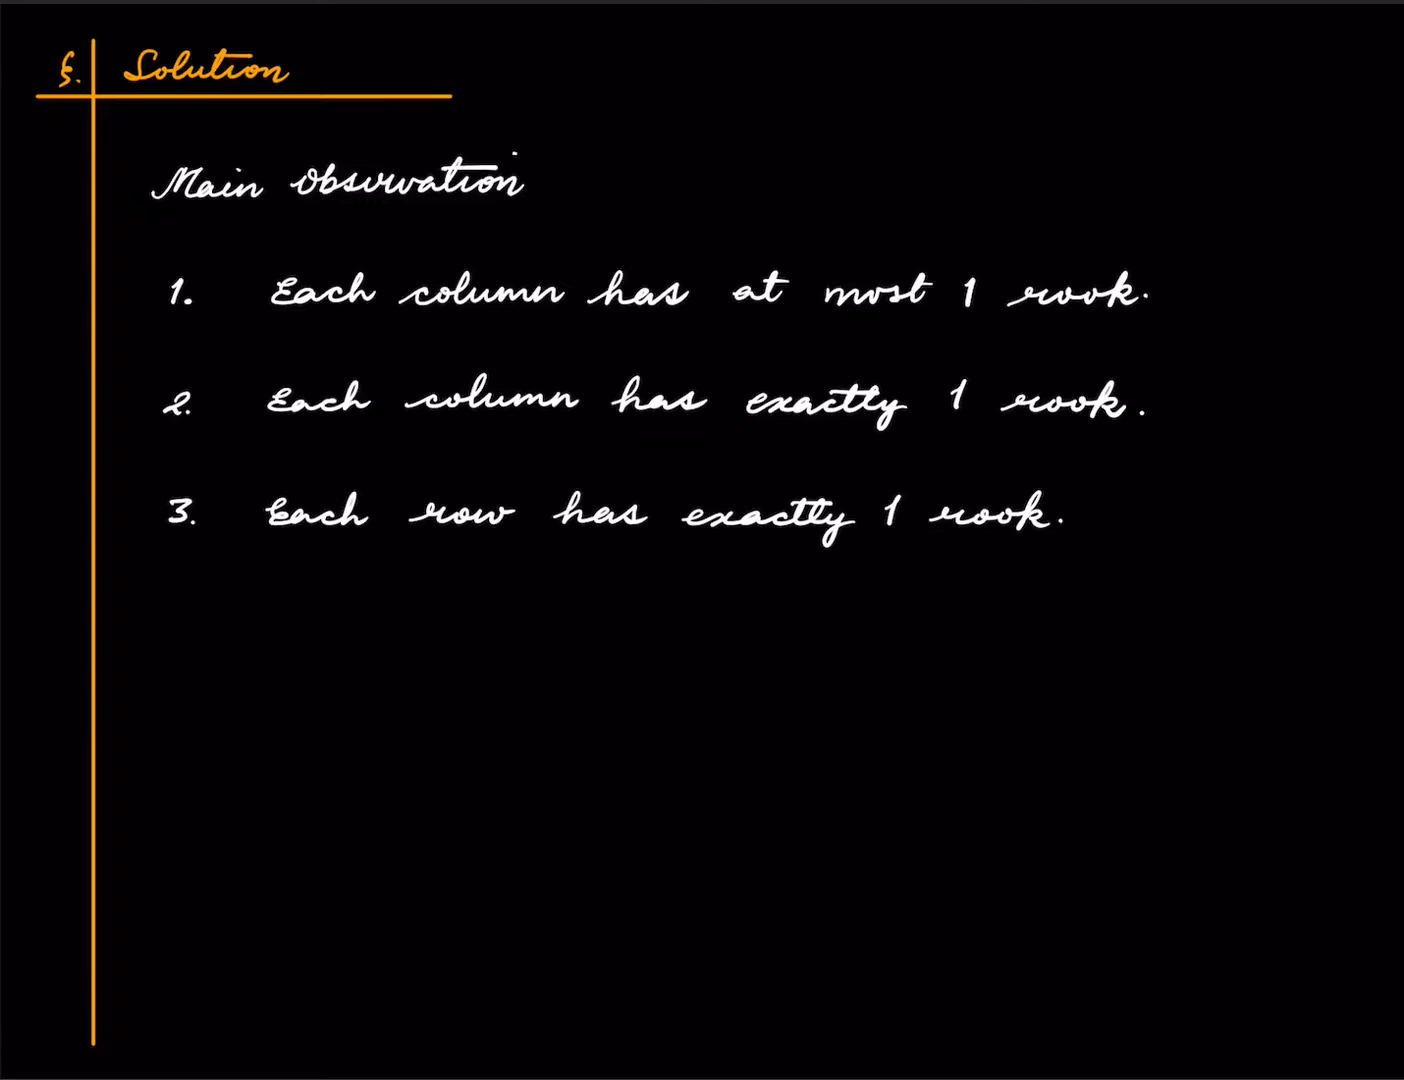 §. Solution
Main Observation
1. Each column has at most 1 rook.
2. Each column has exactly 1 rook.
3. Each row has exactly 1 rook.